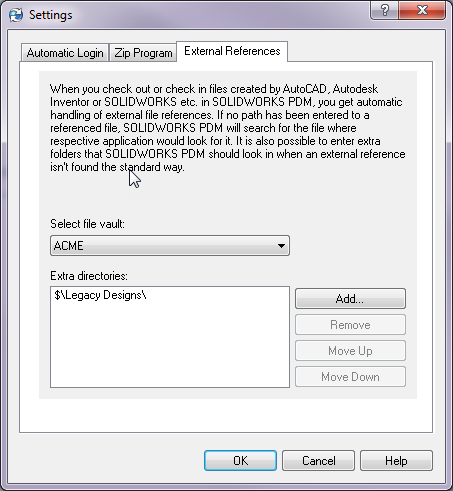 Settings
Automatic Login Zip Program External References
When you check out or check in files created by AutoCAD, Autodesk
Inventor or SOLIDWORKS etc. in SOLIDWORKS PDM, you get automatic
handling of external file references. If no path has been entered to a
referenced file, SOLIDWORKS PDM will search for the file where
respective application would look for it. It is also possible to enter extra
folders that SOLIDWORKS PDM should look in when an external reference
isn't found the standard way.
Select file vault:
ACME
Extra directories:
$\Legacy Designs\
Add...
Remove
Move Up
Move Down
OK Cancel Help